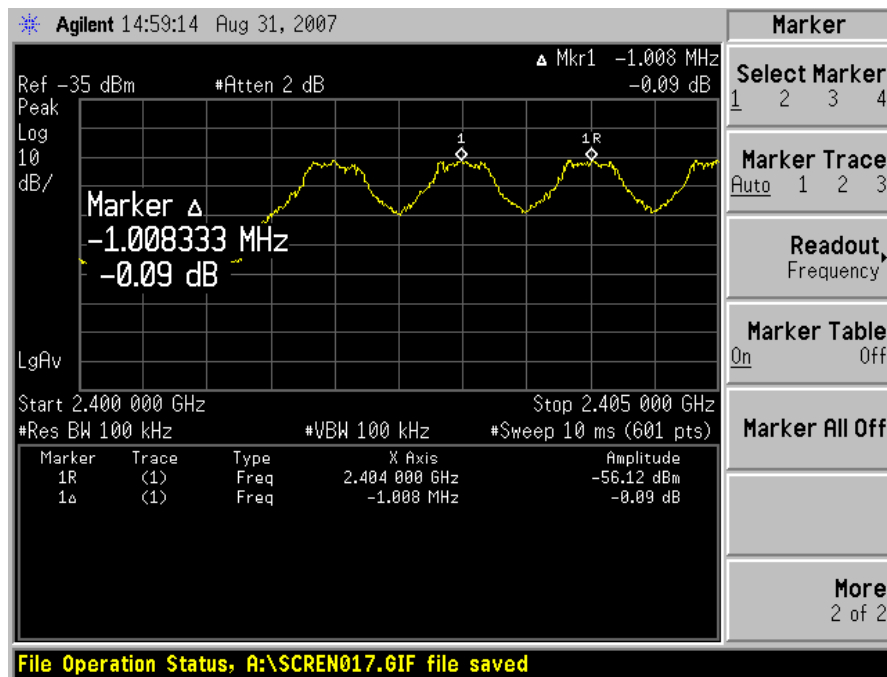 Agilent 14:59:14 Aug 31, 2007
Marker
Δ Mkr1 -1.008 MHz
Ref -35 dBm #Atten 2 dB -0.09 dB
Peak
Log
10
dB/
1
1R
Marker Δ
-1.008333 MHz
-0.09 dB
LgAv
Start 2.400 000 GHz Stop 2.405 000 GHz
#Res BW 100 kHz #VBW 100 kHz #Sweep 10 ms (601 pts)
Marker Trace Type X Axis Amplitude
1R (1) Freq 2.404 000 GHz -56.12 dBm
1Δ (1) Freq -1.008 MHz -0.09 dB
Select Marker
1 2 3 4
Marker Trace
Auto 1 2 3
Readout
Frequency
Marker Table
On Off
Marker All Off
More
2 of 2
File Operation Status, A:\SCREN017.GIF file saved